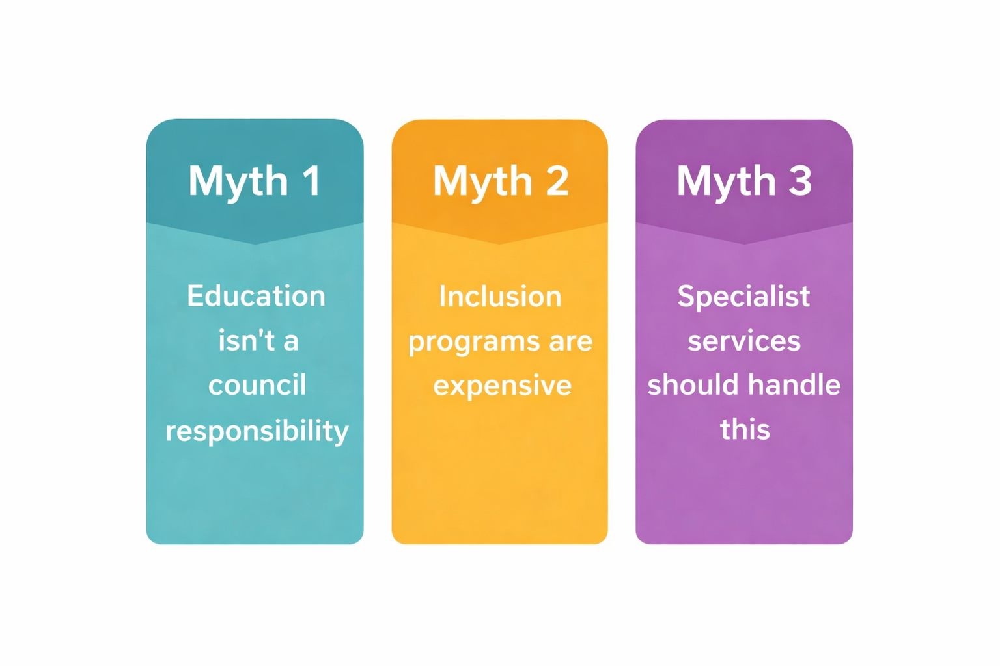 Myth 1
Education
isn't a
council
responsibility
Myth 2
Inclusion
programs are
expensive
Myth 3
Specialist
services
should handle
this